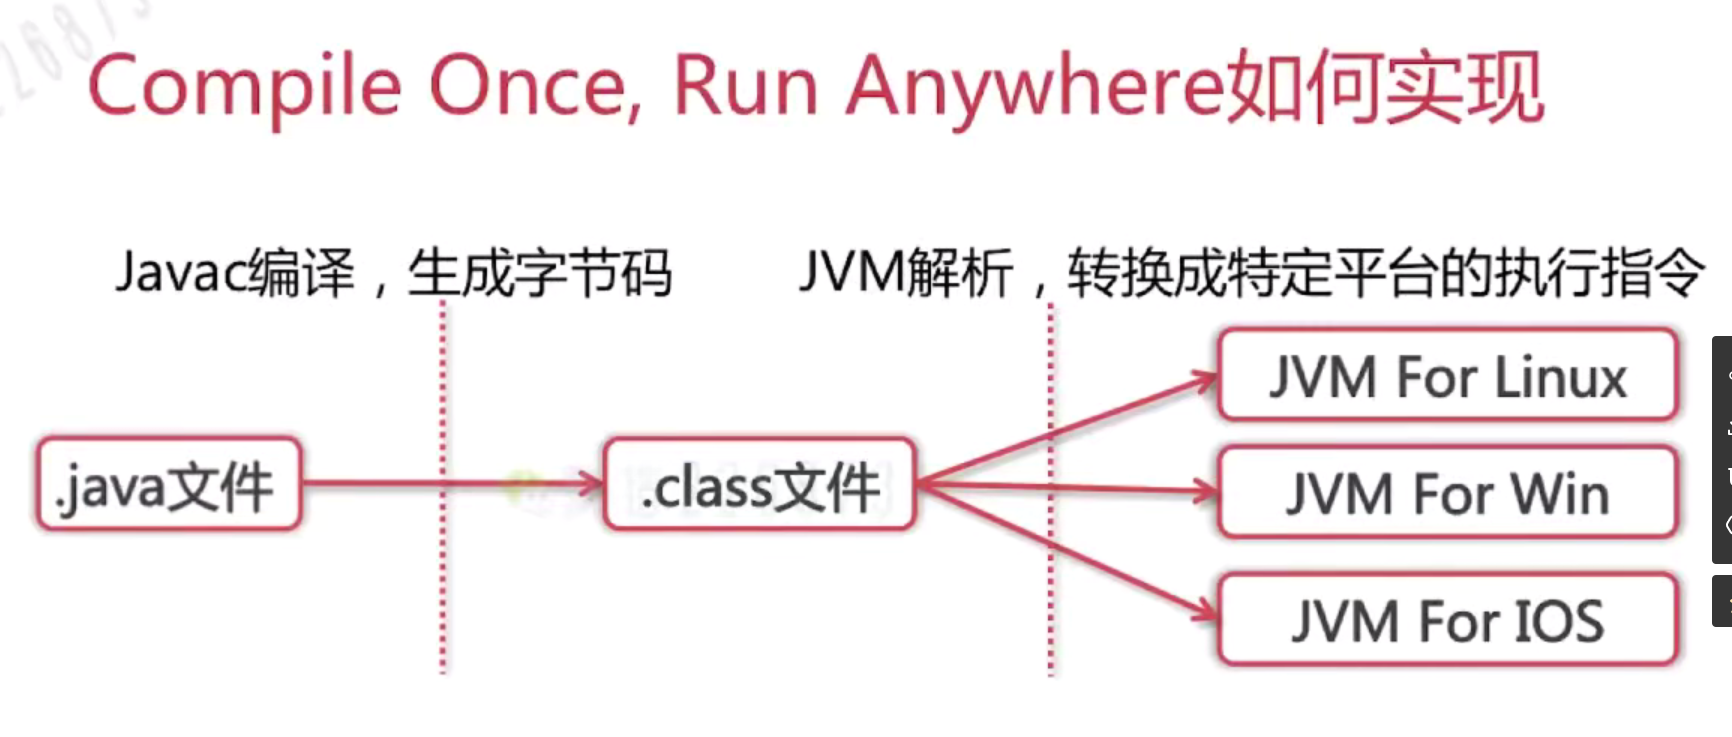 Compile Once, Run Anywhere如何实现
Javac编译，生成字节码
JVM解析，转换成特定平台的执行指令
.java文件
.class文件
JVM For Linux
JVM For Win
JVM For IOS